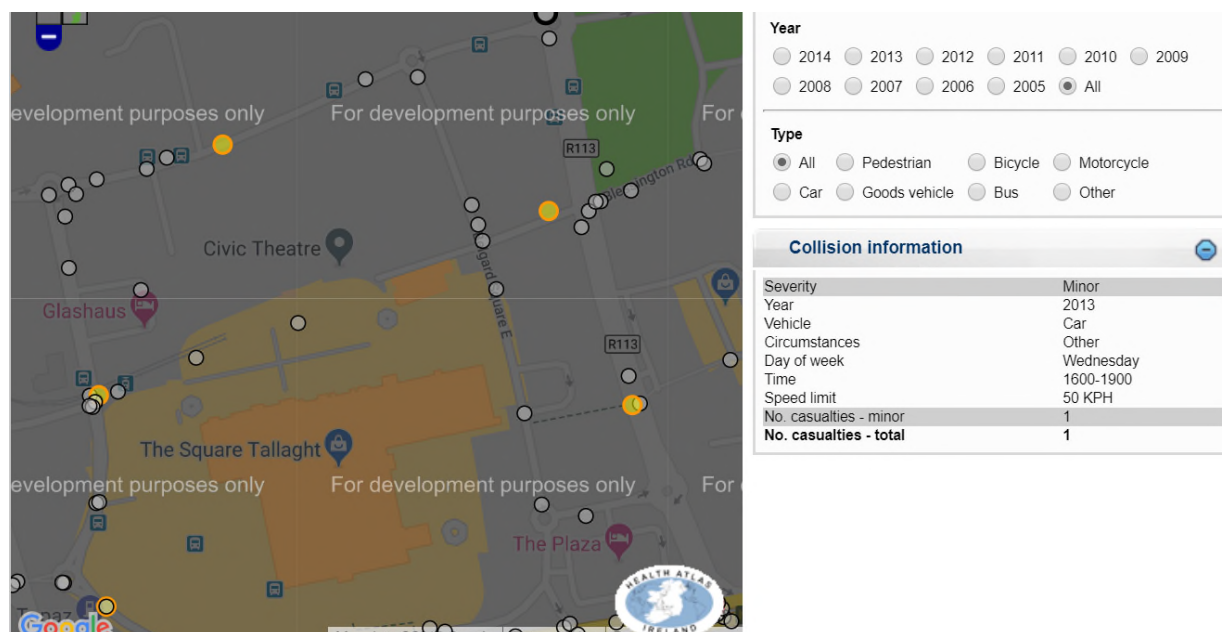 evelopment purposes only
For development purposes only
For
R113
Blessington Rd
Civic Theatre
Belgard Square E
Glashaus
R113
The Square Tallaght
evelopment purposes only
For development purposes only
For
The Plaza
Topaz
HEALTH ATLAS
IRELAND
Google
Year
2014 2013 2012 2011 2010 2009
2008 2007 2006 2005 All
Type
All Pedestrian Bicycle Motorcycle
Car Goods vehicle Bus Other
Collision information
Severity Minor
Year 2013
Vehicle Car
Circumstances Other
Day of week Wednesday
Time 1600-1900
Speed limit 50 KPH
No. casualties - minor 1
No. casualties - total 1